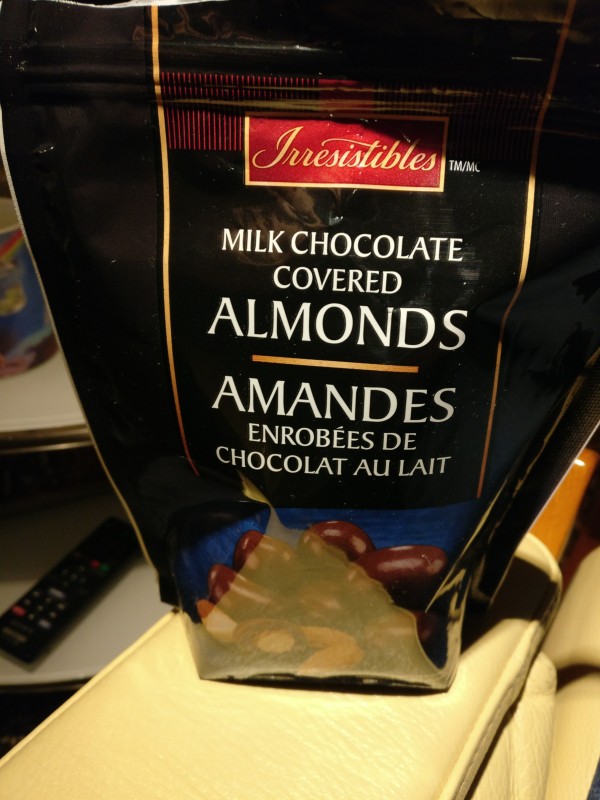 Irresistibles
TM/MC
MILK CHOCOLATE
COVERED
ALMONDS
AMANDES
ENROBÉES DE
CHOCOLAT AU LAIT